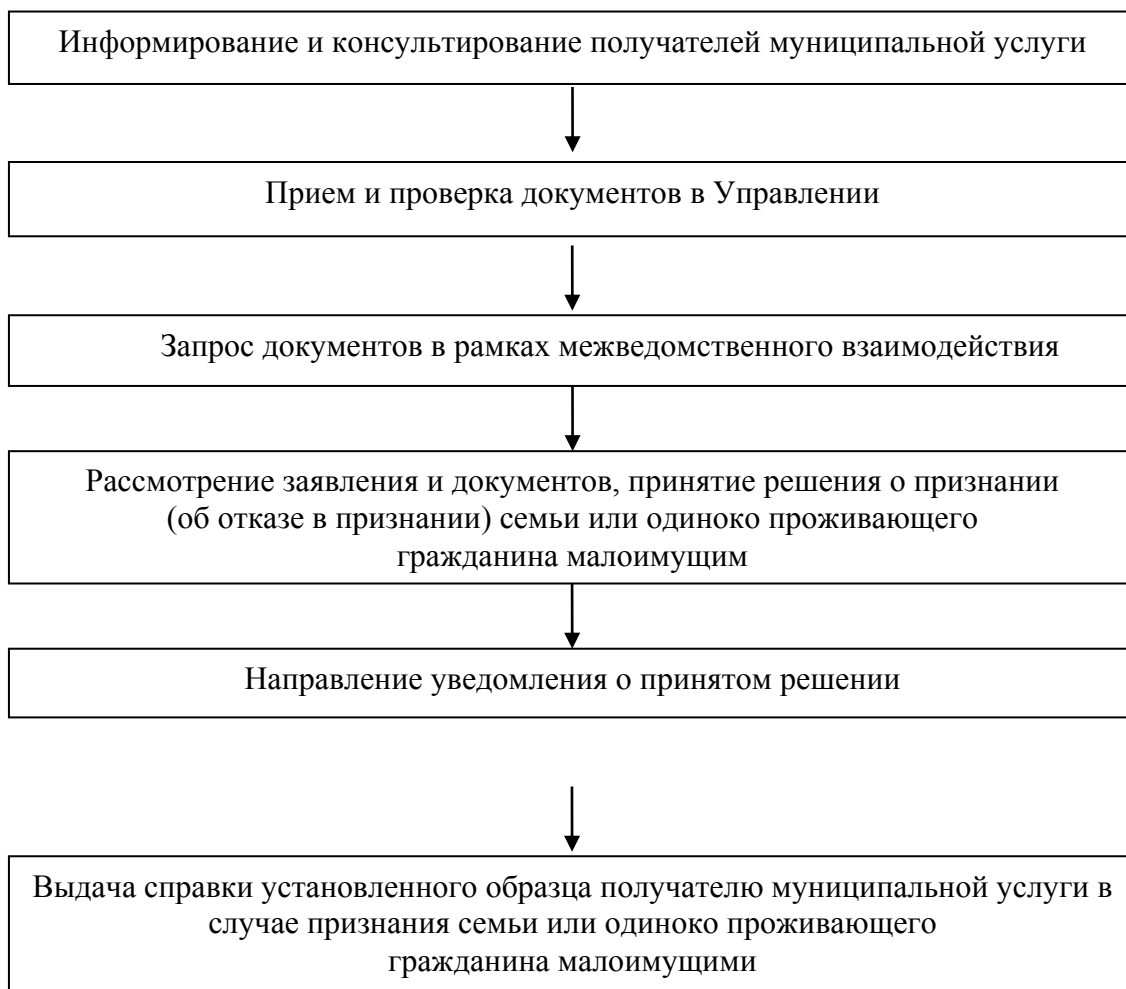 Информирование и консультирование получателей муниципальной услуги
Прием и проверка документов в Управлении
Запрос документов в рамках межведомственного взаимодействия
Рассмотрение заявления и документов, принятие решения о признании
(об отказе в признании) семьи или одиноко проживающего
гражданина малоимущим
Направление уведомления о принятом решении
Выдача справки установленного образца получателю муниципальной услуги в
случае признания семьи или одиноко проживающего
гражданина малоимущими